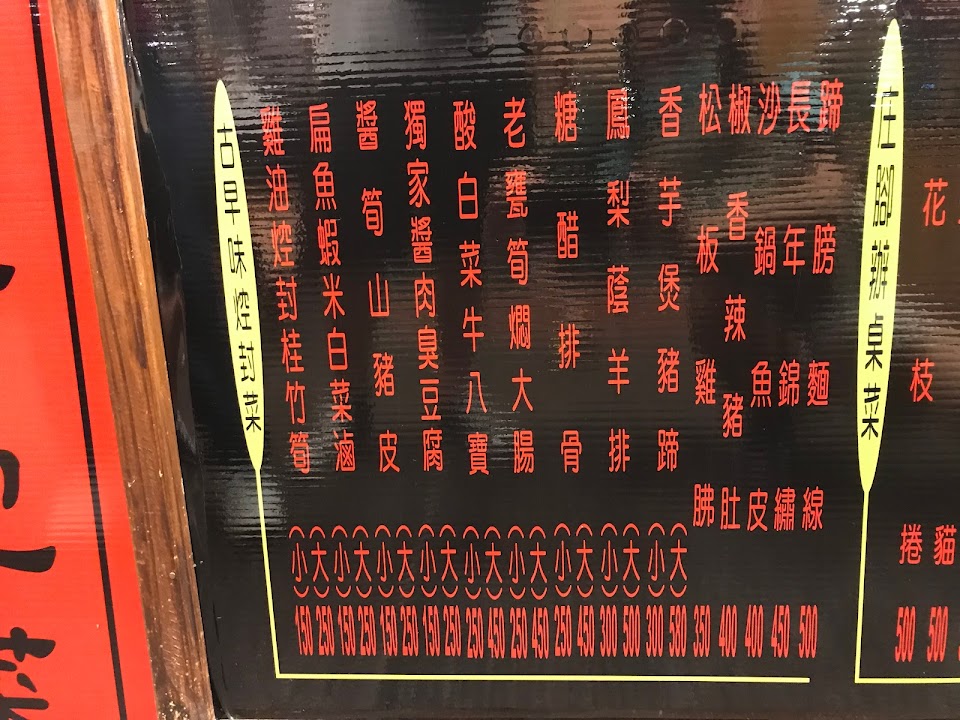 古早味焢封菜
雞油焢封桂竹筍 (小)150 (大)250
扁魚蝦米白菜滷 (小)150 (大)250
醬筍山豬皮 (小)150 (大)250
獨家醬肉臭豆腐 (小)150 (大)250
酸白菜牛八寶 (小)250 (大)450
老甕筍燜大腸 (小)250 (大)450
糖醋排骨 (小)250 (大)450
鳳梨蔭羊排 (小)300 (大)500
香芋煲豬蹄 (小)300 (大)580
松板雞胇 350
椒香辣豬肚 400
沙鍋魚皮 400
長年錦繡 450
蹄膀麵線 500
庄腳辦桌菜
花枝捲 500
貓 500